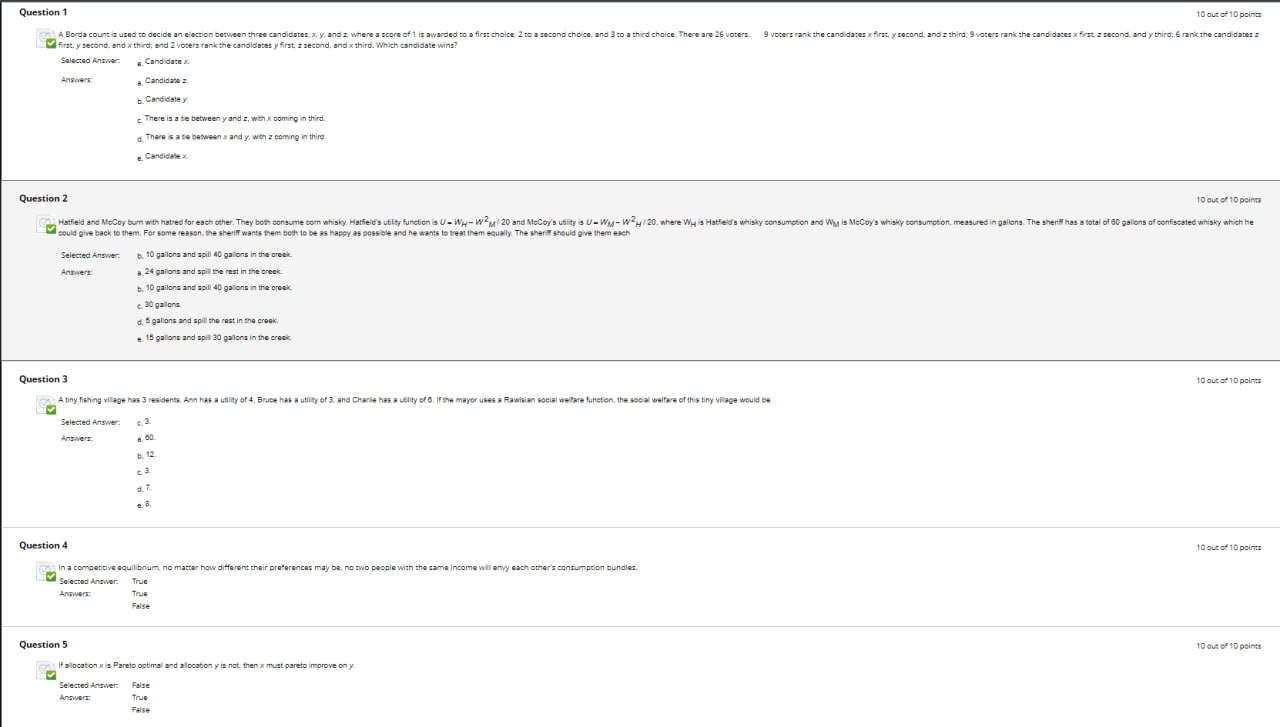 Question 1
10 out of 10 points
A Borda count is used to decide an election between three candidates, x, y, and z, where a score of 1 is awarded to a first choice, 2 to a second choice, and 3 to a third choice. There are 26 voters. 9 voters rank the candidates x first, y second, and z third; 9 voters rank the candidates x first, z second, and y third; 6 rank the candidates z
first, y second, and x third; and 2 voters rank the candidates y first, z second, and x third. Which candidate wins?
Selected Answer: e. Candidate x.
Answers: a. Candidate z.
b. Candidate y.
c. There is a tie between y and z, with x coming in third.
d. There is a tie between x and y, with z coming in third.
e. Candidate x.
Question 2
10 out of 10 points
Hatfield and McCoy burn with hatred for each other. They both consume corn whisky. Hatfield's utility function is U = WH − W²M / 20 and McCoy's utility is U = WM − W²H / 20, where WH is Hatfield's whisky consumption and WM is McCoy's whisky consumption, measured in gallons. The sheriff has a total of 60 gallons of confiscated whisky which he
could give back to them. For some reason, the sheriff wants them both to be as happy as possible and he wants to treat them equally. The sheriff should give them each
Selected Answer: b. 10 gallons and spill 40 gallons in the creek.
Answers: a. 24 gallons and spill the rest in the creek.
b. 10 gallons and spill 40 gallons in the creek.
c. 30 gallons.
d. 5 gallons and spill the rest in the creek.
e. 15 gallons and spill 30 gallons in the creek.
Question 3
10 out of 10 points
A tiny fishing village has 3 residents. Ann has a utility of 4, Bruce has a utility of 3, and Charlie has a utility of 6. If the mayor uses a Rawlsian social welfare function, the social welfare of this tiny village would be
Selected Answer: c. 3.
Answers: a. 60.
b. 12.
c. 3.
d. 7.
e. 8.
Question 4
10 out of 10 points
In a competitive equilibrium, no matter how different their preferences may be, no two people with the same income will envy each other's consumption bundles.
Selected Answer: True
Answers: True
False
Question 5
10 out of 10 points
If allocation x is Pareto optimal and allocation y is not, then x must pareto improve on y.
Selected Answer: False
Answers: True
False